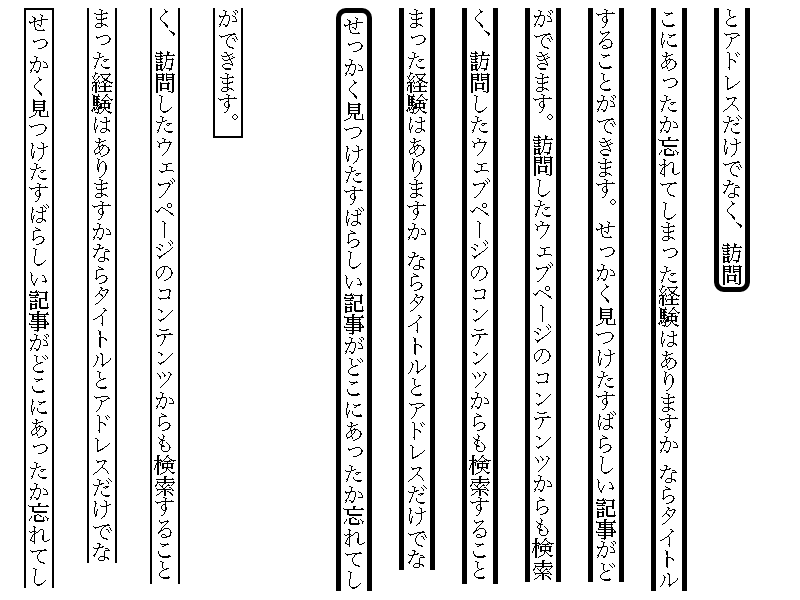 せっかく見つけたすばらしい記事がどこにあったか忘れてし
まった経験はありますかならタイトルとアドレスだけでな
く、訪問したウェブページのコンテンツからも検索すること
ができます。
せっかく見つけたすばらしい記事がどこにあったか忘れてし
まった経験はありますか ならタイトルとアドレスだけでな
く、訪問したウェブページのコンテンツからも検索すること
ができます。 訪問したウェブページのコンテンツからも検索
することができます。 せっかく見つけたすばらしい記事がど
こにあったか忘れてしまった経験はありますか ならタイトル
とアドレスだけでなく、訪問